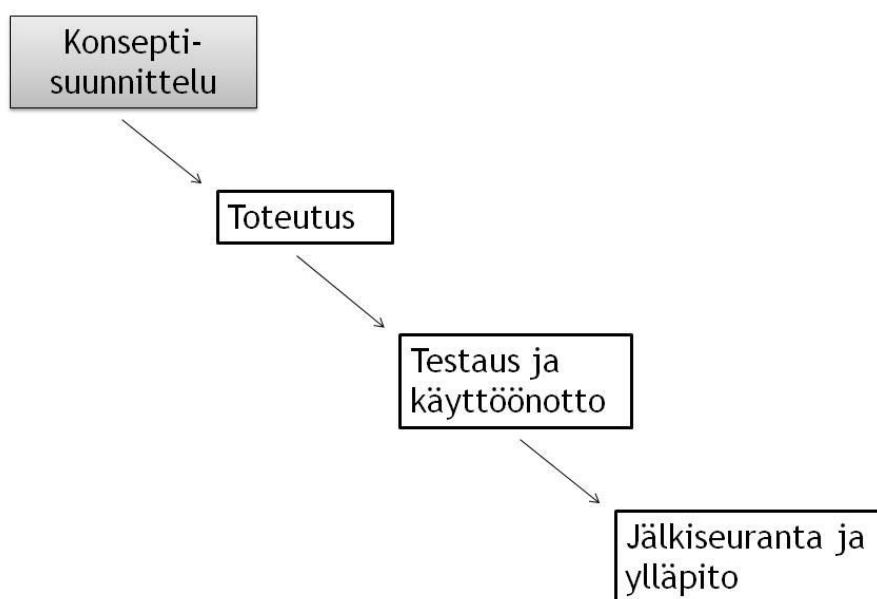 Konsepti-
suunnittelu
Toteutus
Testaus ja
käyttöönotto
Jälkiseuranta ja
ylläpito